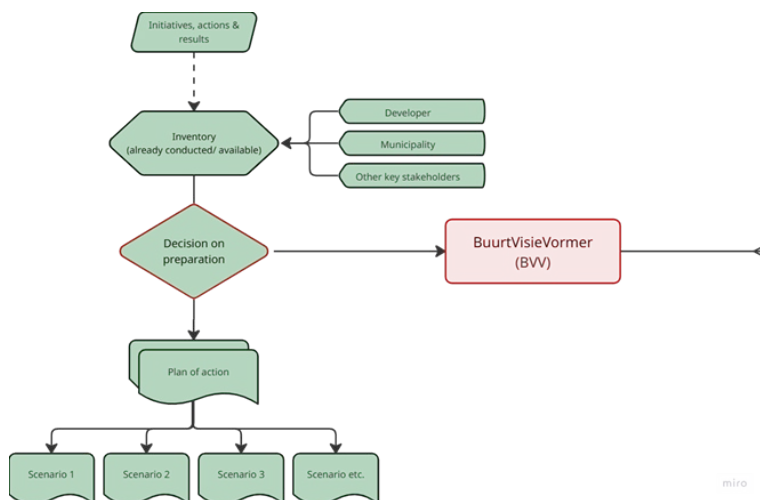 Initiatives, actions &
results
Inventory
(already conducted/ available)
Developer
Municipality
Other key stakeholders
Decision on
preparation
BuurtVisieVormer
(BVV)
Plan of action
Scenario 1
Scenario 2
Scenario 3
Scenario etc.
miro